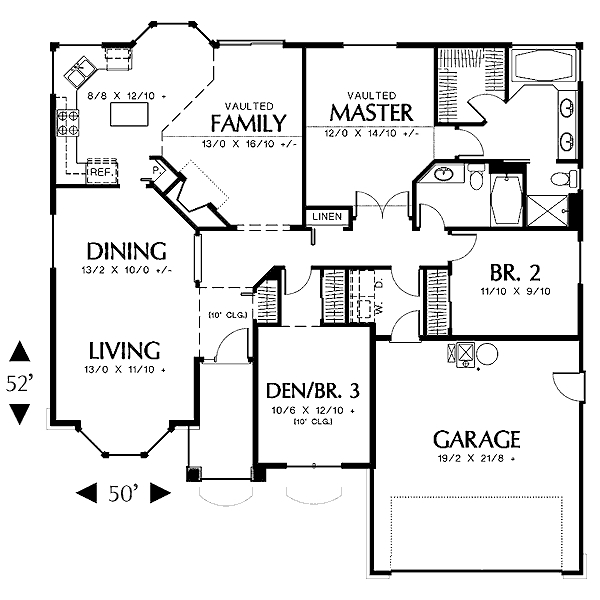 8/8 X 12/10 +
VAULTED
FAMILY
13/0 X 16/10 +/-
VAULTED
MASTER
12/0 X 14/10 +/-
REF.
P
LINEN
DINING
13/2 X 10/0 +/-
BR. 2
11/10 X 9/10
W. D.
(10' CLG.)
LIVING
13/0 X 11/10 +
52'
DEN/BR. 3
10/6 X 12/10 +
(10' CLG.)
GARAGE
19/2 X 21/8 +
50'